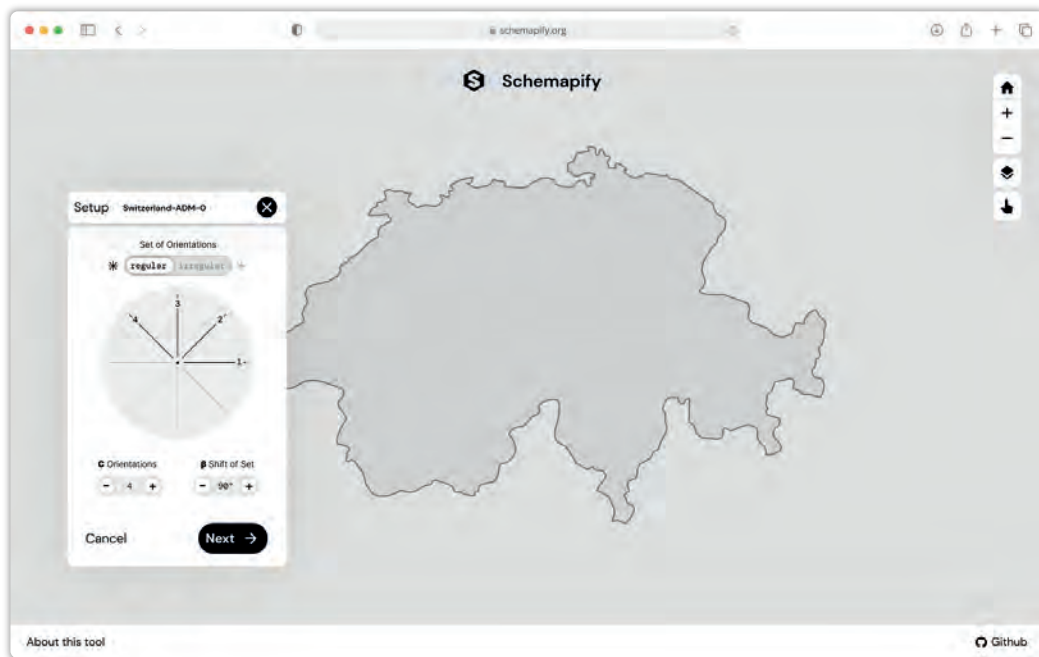 schemapify.org
Schemapify
Setup Switzerland-ADM-0
Set of Orientations
regular irregular
4 3 2 1
C Orientations β Shift of Set
- 4 + - 90° +
Cancel Next →
About this tool Github